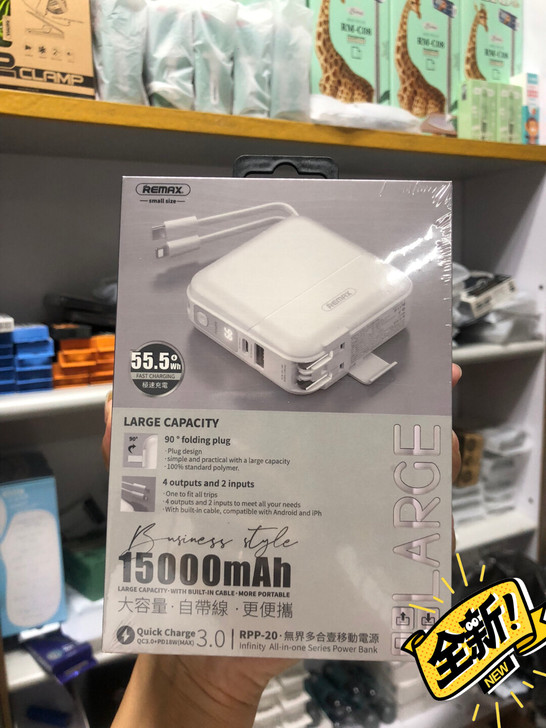 CLAMP
RM-C108
REMAX
small size
REMAX
55.5 Wh
FAST CHARGING
極速充電
LARGE CAPACITY
90°
90° folding plug
·Plug design
·simple and practical with a large capacity
·100% standard polymer.
4 outputs and 2 inputs
·One to fit all trips
·4 outputs and 2 inputs to meet all your needs
·With built-in cable, compatible with Android and iPh
LARGE
Business style
15000mAh
LARGE CAPACITY·WITH BUILT-IN CABLE·MORE PORTABLE
大容量·自帶線·更便攜
Quick Charge 3.0
QC3.0+PD18W(MAX)
RPP-20·無界多合壹移動電源
Infinity All-in-one Series Power Bank
全新!
NEW